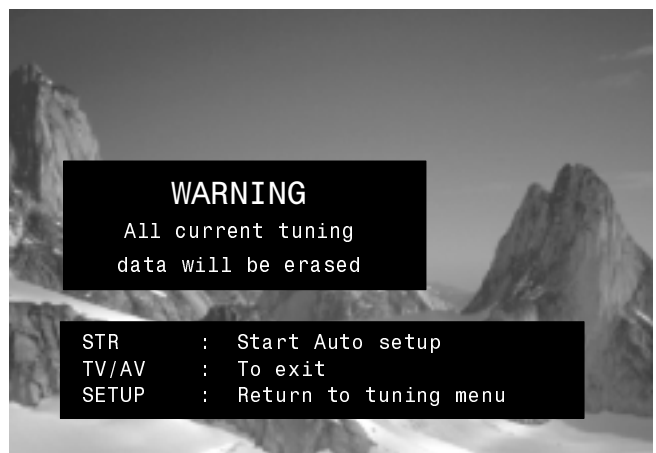 WARNING
All current tuning
data will be erased
STR : Start Auto setup
TV/AV : To exit
SETUP : Return to tuning menu